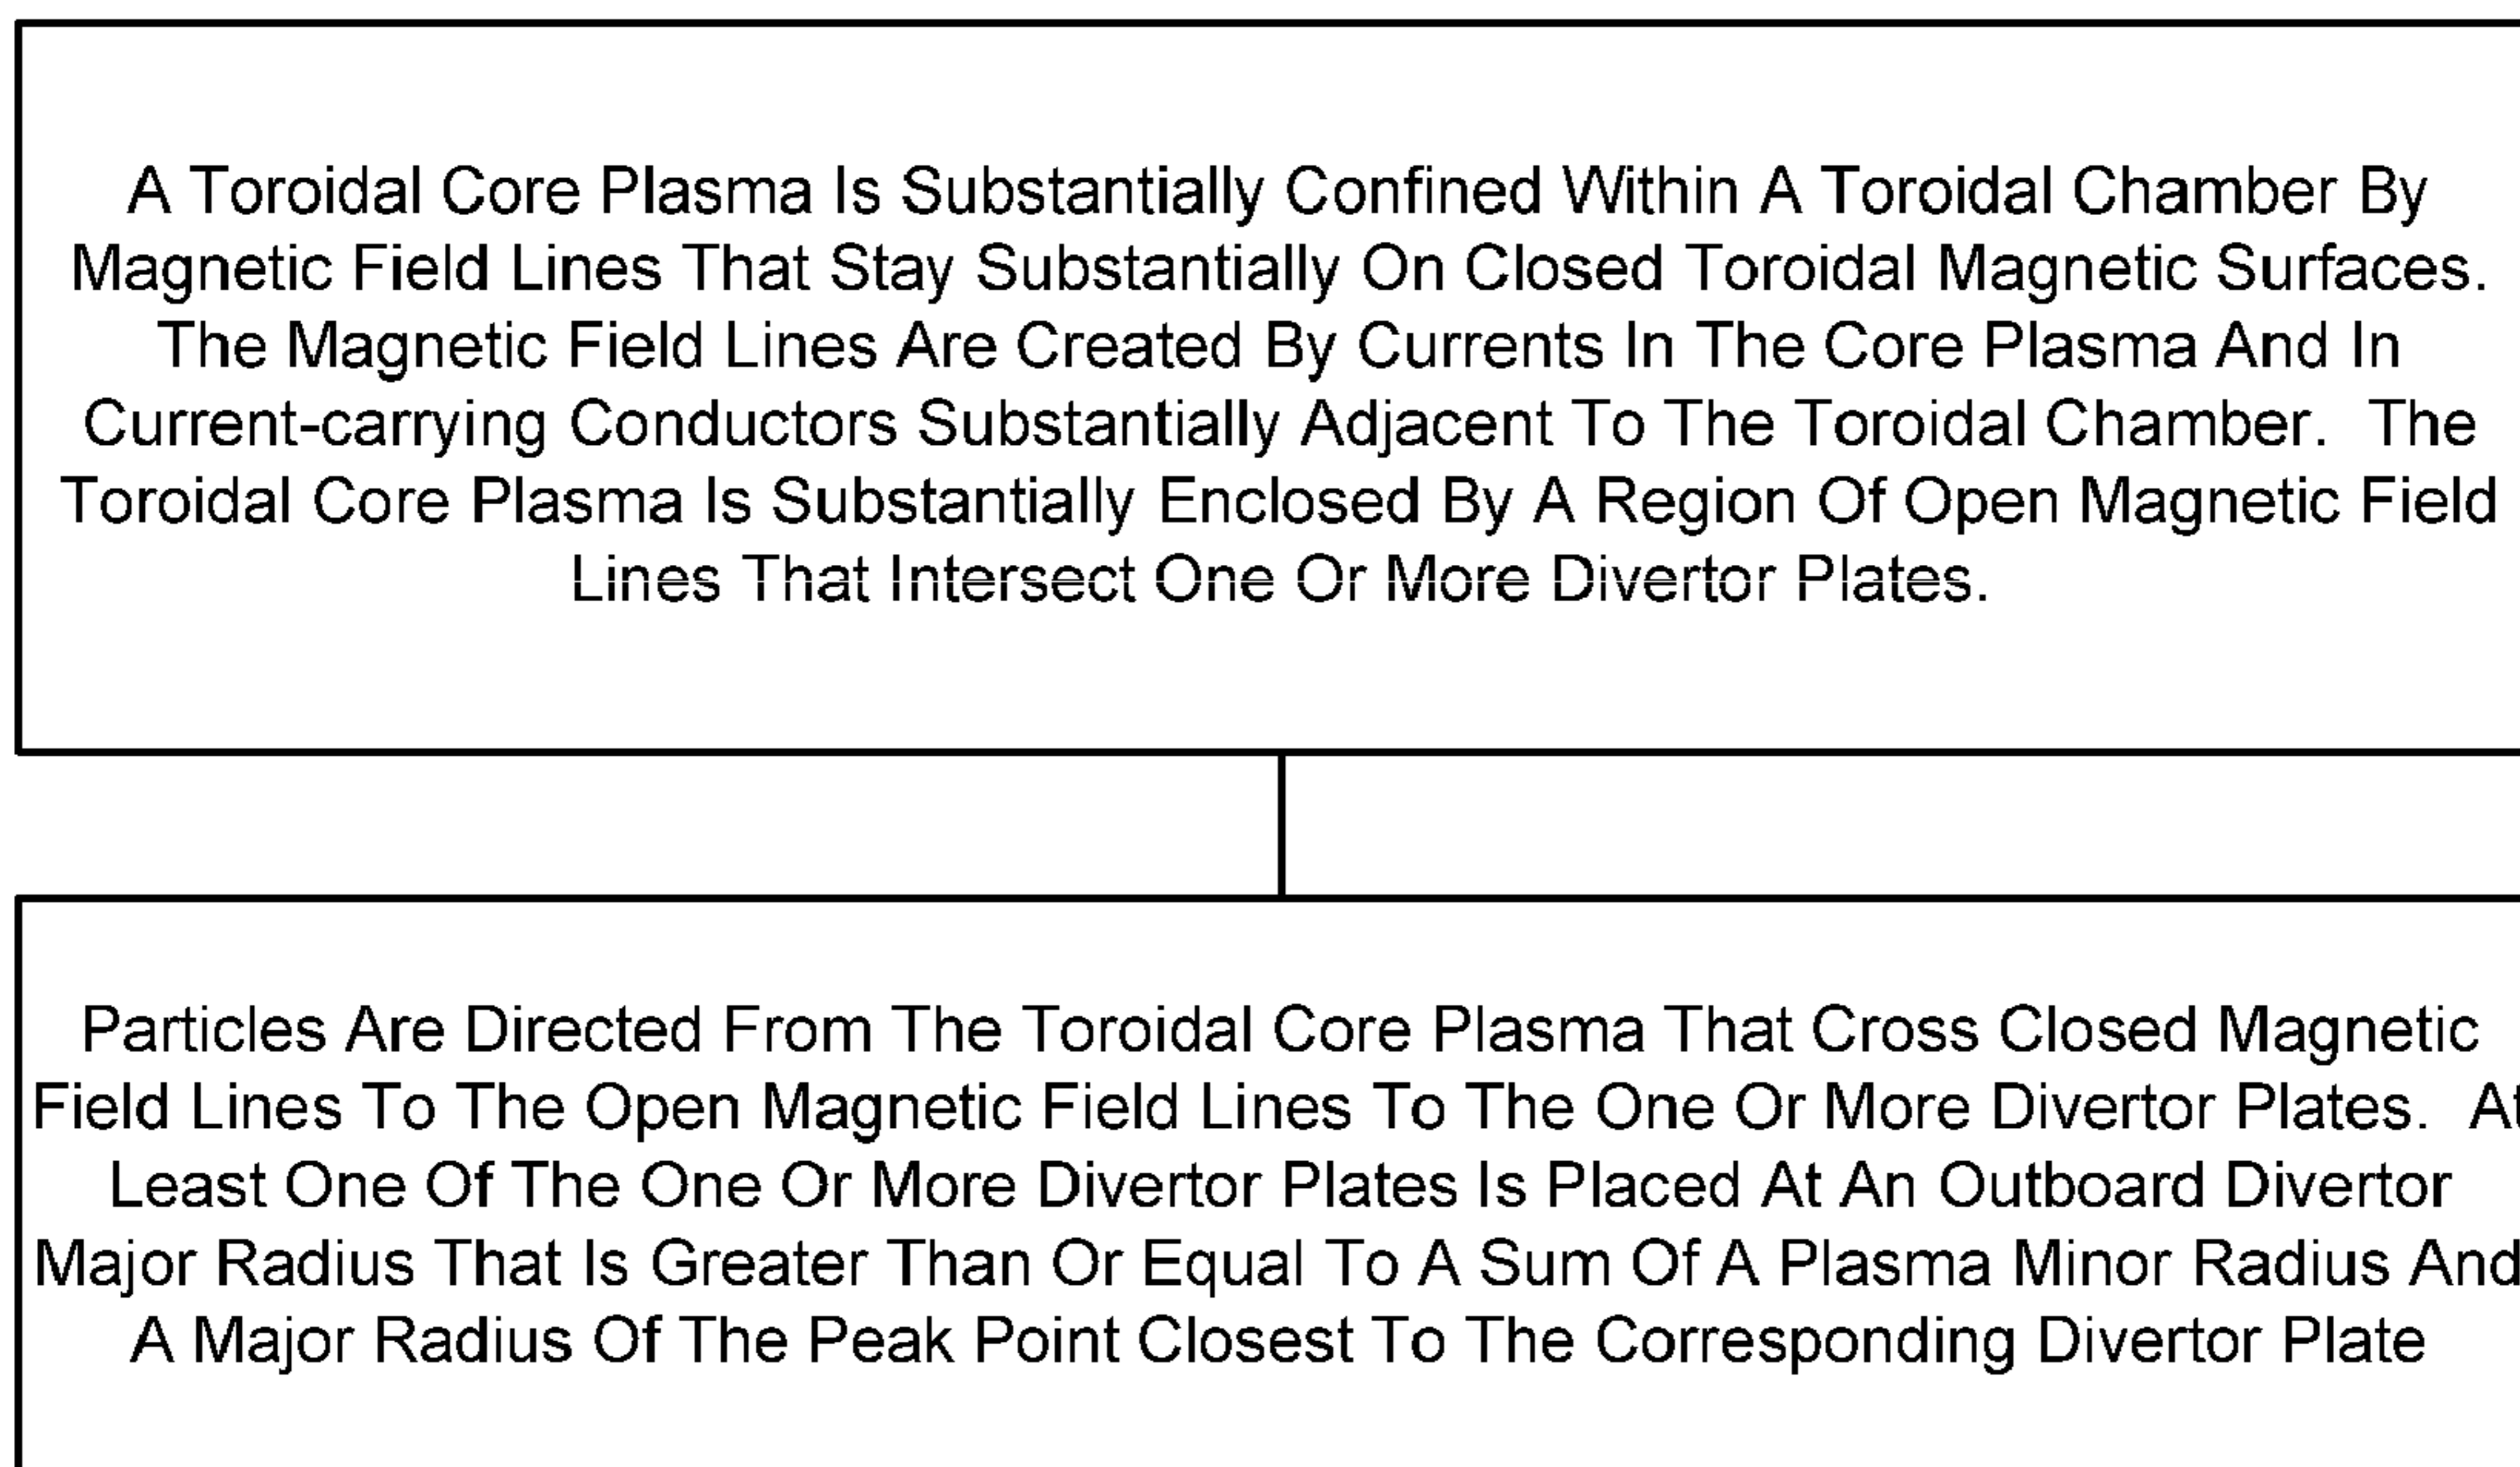 A Toroidal Core Plasma Is Substantially Confined Within A Toroidal Chamber By
Magnetic Field Lines That Stay Substantially On Closed Toroidal Magnetic Surfaces.
The Magnetic Field Lines Are Created By Currents In The Core Plasma And In
Current-carrying Conductors Substantially Adjacent To The Toroidal Chamber. The
Toroidal Core Plasma Is Substantially Enclosed By A Region Of Open Magnetic Field
Lines That Intersect One Or More Divertor Plates.
Particles Are Directed From The Toroidal Core Plasma That Cross Closed Magnetic
Field Lines To The Open Magnetic Field Lines To The One Or More Divertor Plates. At
Least One Of The One Or More Divertor Plates Is Placed At An Outboard Divertor
Major Radius That Is Greater Than Or Equal To A Sum Of A Plasma Minor Radius And
A Major Radius Of The Peak Point Closest To The Corresponding Divertor Plate